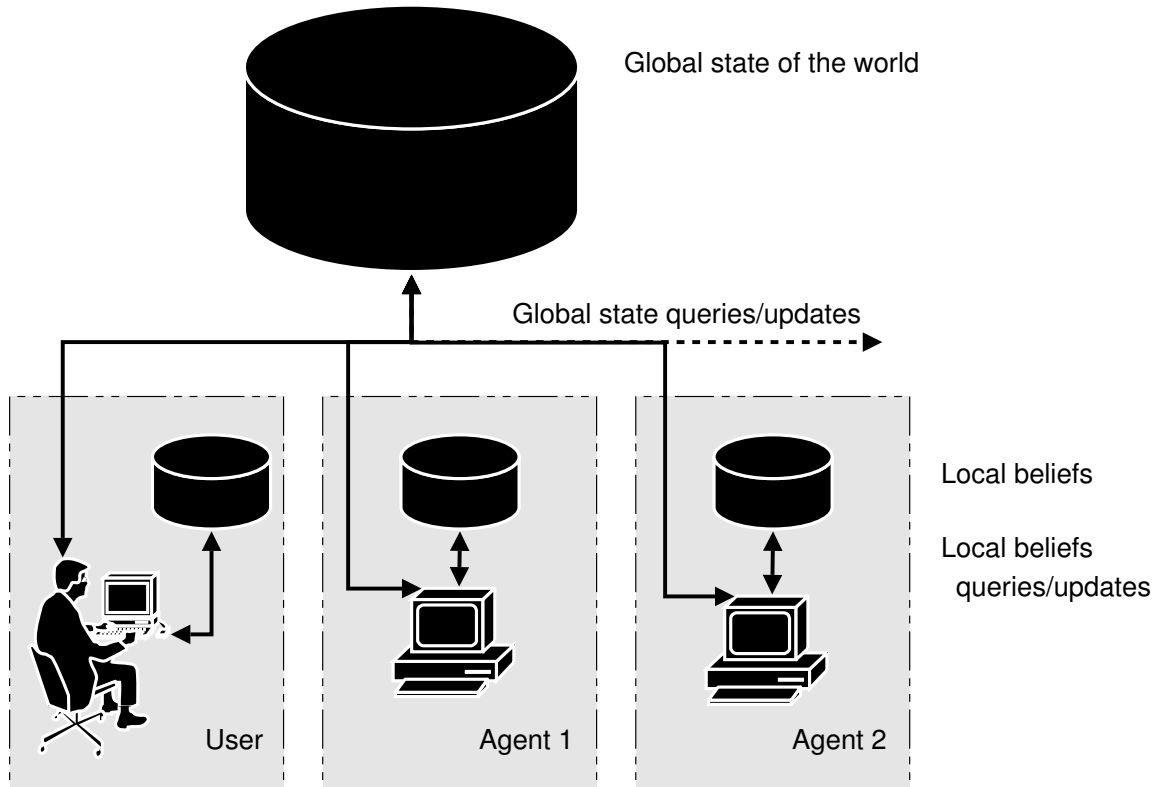 Global state of the world
Global state queries/updates
Local beliefs
Local beliefs
queries/updates
User
Agent 1
Agent 2